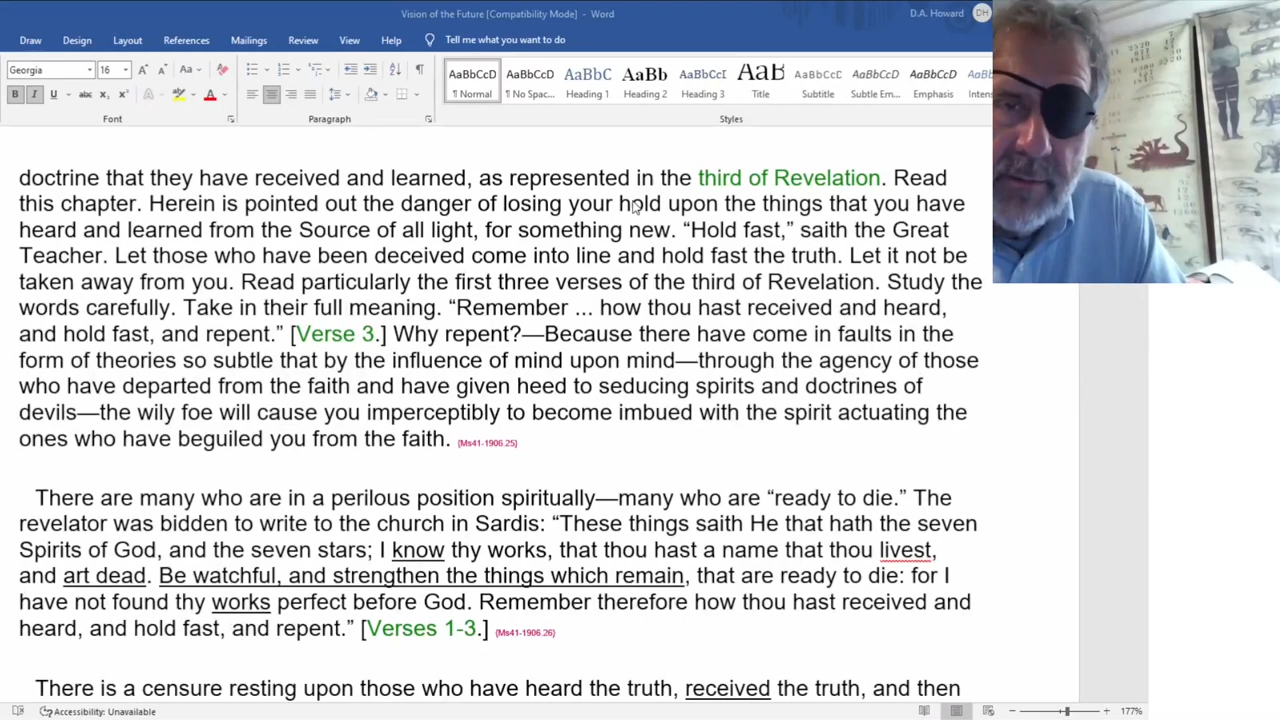 Vision of the Future [Compatibility Mode] - Word
D.A. Howard DH
Draw Design Layout References Mailings Review View Help Tell me what you want to do
Georgia 16 Aa
AaBbCcD AaBbCcD AaBbC AaBb AaBbCcI AaB AaBbCcD AaBbCcD AaBbCcD AaBb
B I U abc x₂ x² A A
¶ Normal ¶ No Spac... Heading 1 Heading 2 Heading 3 Title Subtitle Subtle Em... Emphasis Intens
Font Paragraph Styles
doctrine that they have received and learned, as represented in the third of Revelation. Read
this chapter. Herein is pointed out the danger of losing your hold upon the things that you have
heard and learned from the Source of all light, for something new. “Hold fast,” saith the Great
Teacher. Let those who have been deceived come into line and hold fast the truth. Let it not be
taken away from you. Read particularly the first three verses of the third of Revelation. Study the
words carefully. Take in their full meaning. “Remember ... how thou hast received and heard,
and hold fast, and repent.” [Verse 3.] Why repent?—Because there have come in faults in the
form of theories so subtle that by the influence of mind upon mind—through the agency of those
who have departed from the faith and have given heed to seducing spirits and doctrines of
devils—the wily foe will cause you imperceptibly to become imbued with the spirit actuating the
ones who have beguiled you from the faith. {Ms41-1906.25}
There are many who are in a perilous position spiritually—many who are “ready to die.” The
revelator was bidden to write to the church in Sardis: “These things saith He that hath the seven
Spirits of God, and the seven stars; I know thy works, that thou hast a name that thou livest,
and art dead. Be watchful, and strengthen the things which remain, that are ready to die: for I
have not found thy works perfect before God. Remember therefore how thou hast received and
heard, and hold fast, and repent.” [Verses 1-3.] {Ms41-1906.26}
There is a censure resting upon those who have heard the truth, received the truth, and then
Accessibility: Unavailable 177%